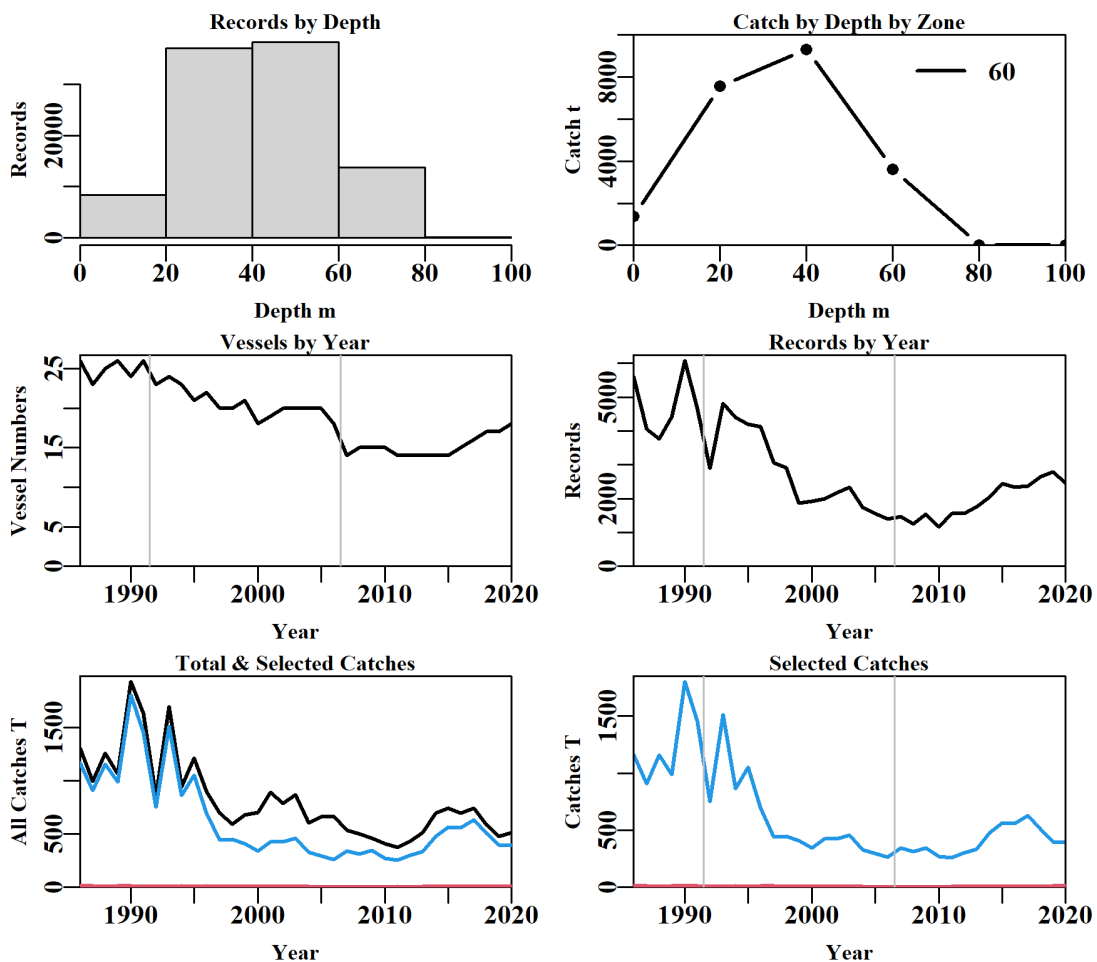 Records by Depth
Records
0
20000
0 20 40 60 80 100
Depth m
Catch by Depth by Zone
Catch t
0
4000
8000
60
0 20 40 60 80 100
Depth m
Vessels by Year
Vessel Numbers
0
5
15
25
1990 2000 2010 2020
Year
Records by Year
Records
0
2000
5000
1990 2000 2010 2020
Year
Total & Selected Catches
All Catches T
0
500
1500
1990 2000 2010 2020
Year
Selected Catches
Catches T
0
500
1500
1990 2000 2010 2020
Year